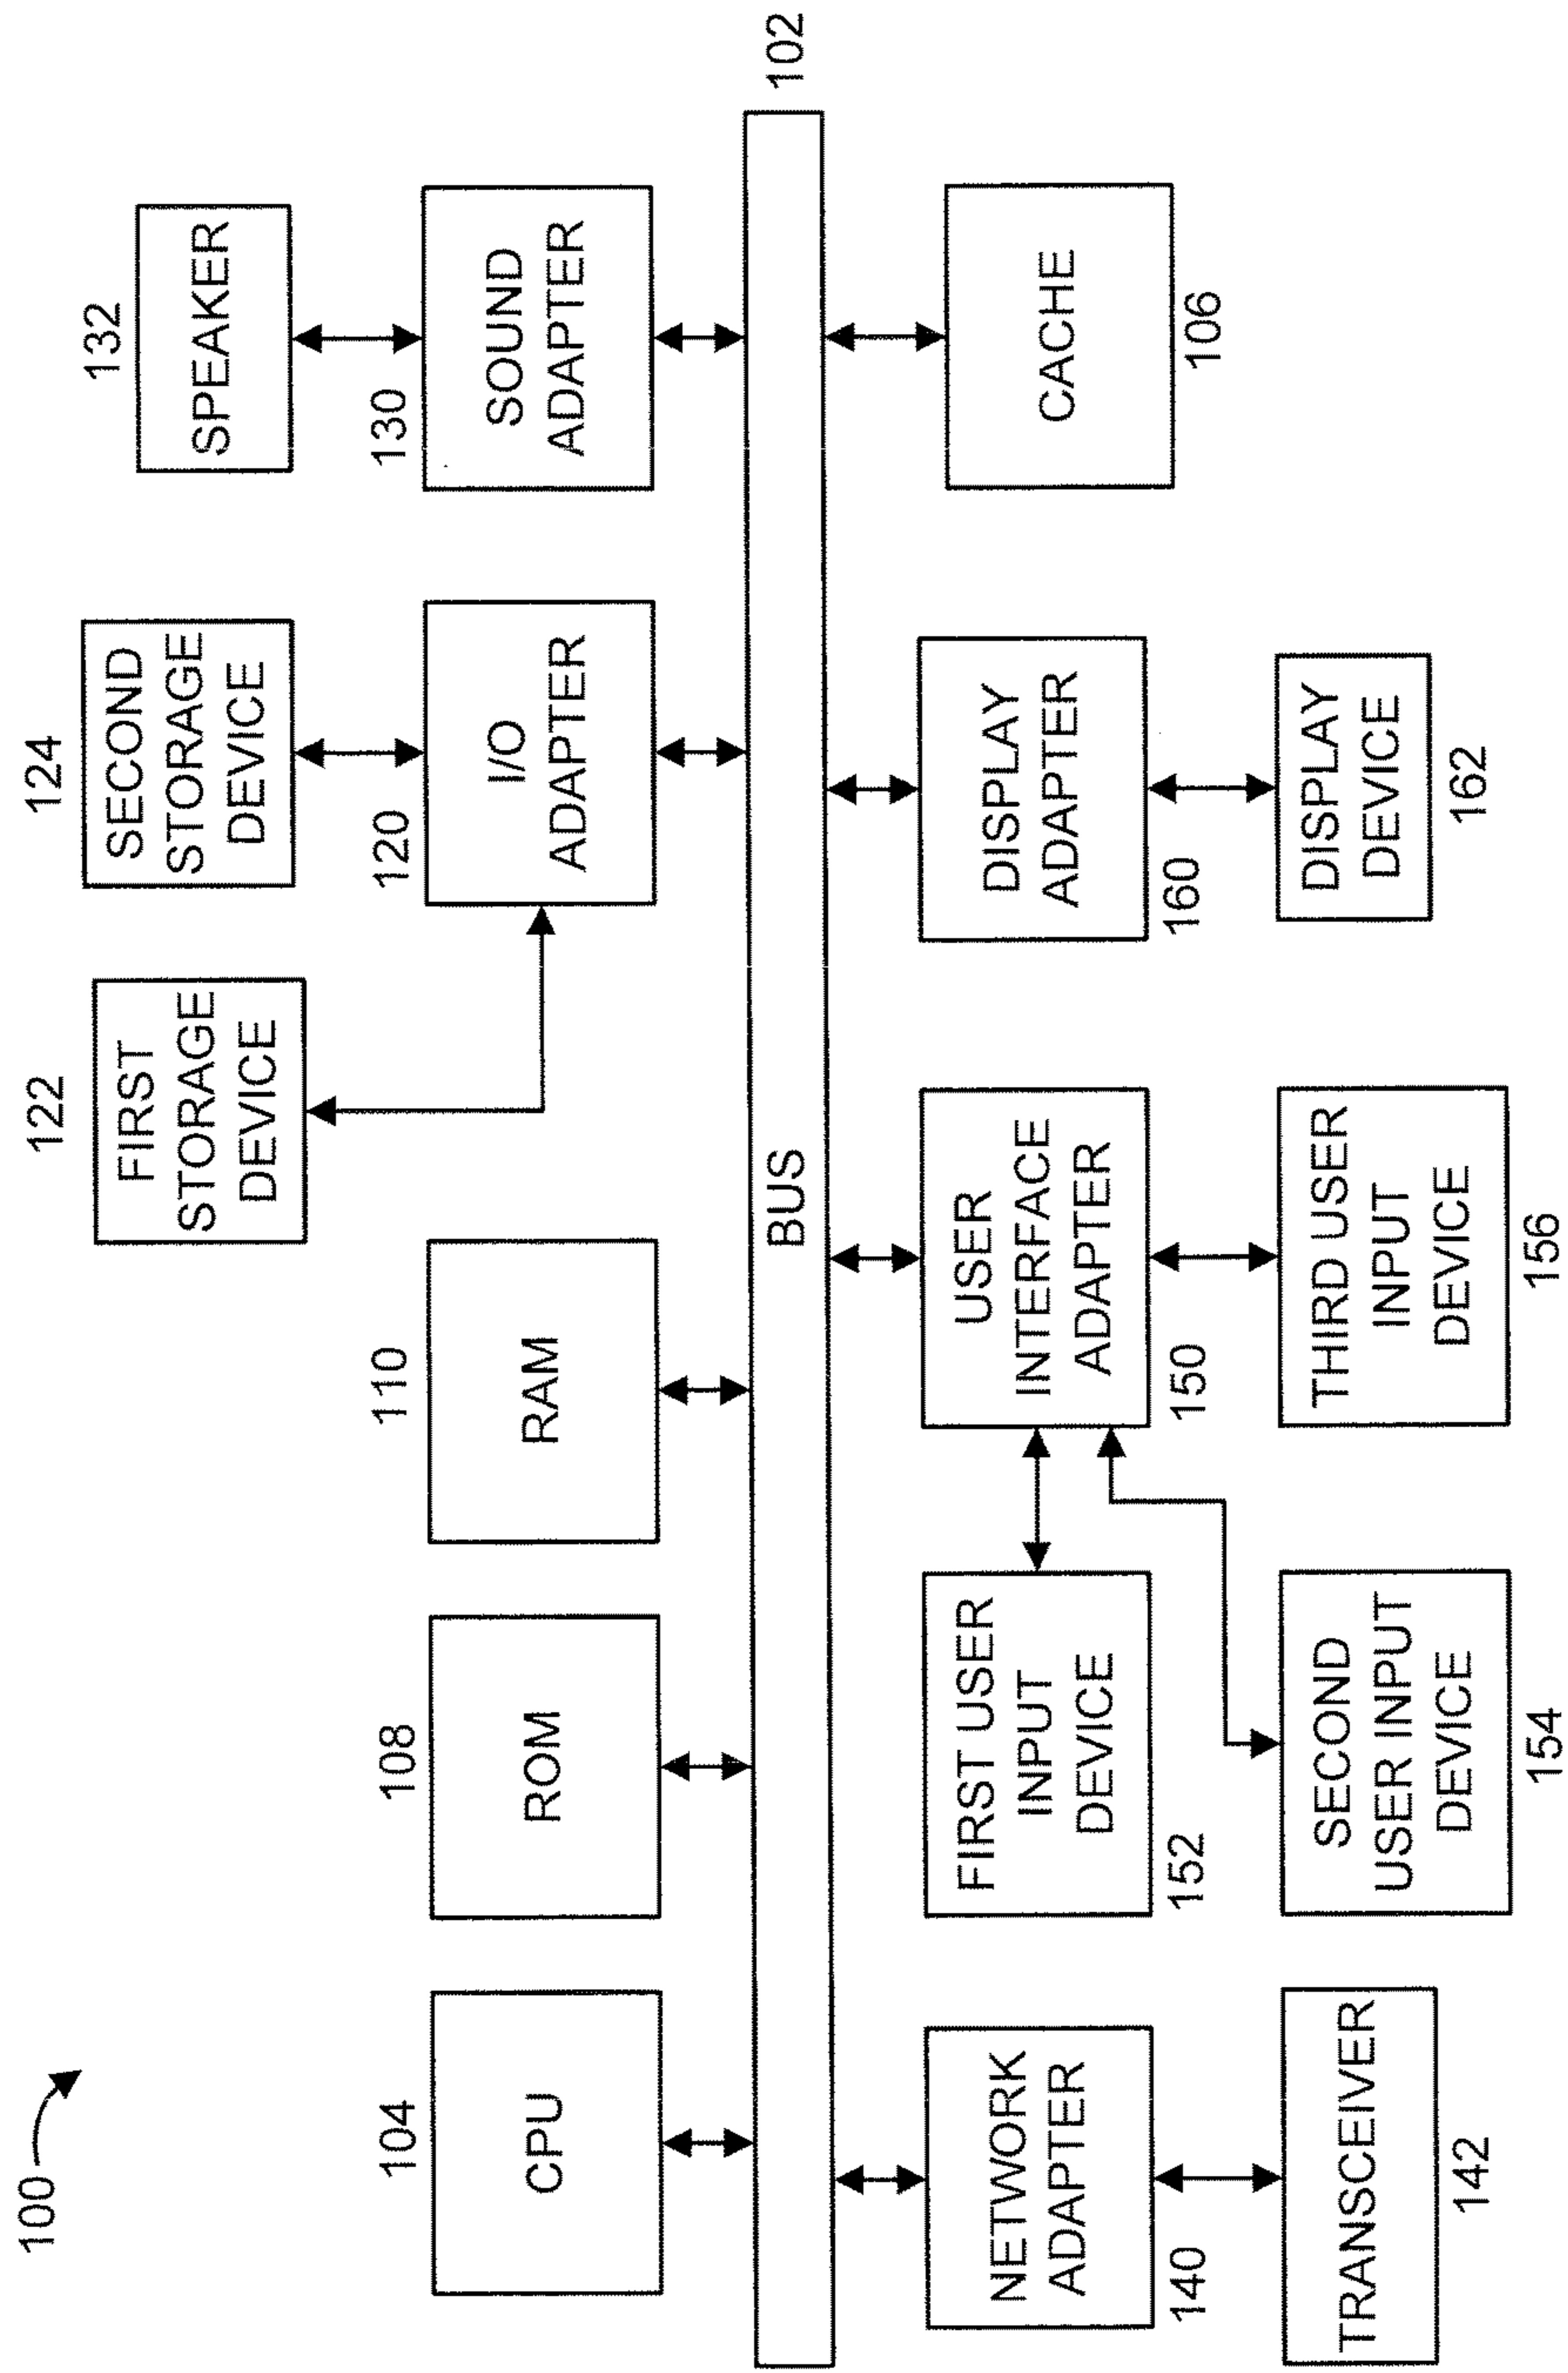 100
122
FIRST
STORAGE
DEVICE
124
SECOND
STORAGE
DEVICE
132
SPEAKER
104
CPU
108
ROM
110
RAM
120
I/O
ADAPTER
130
SOUND
ADAPTER
BUS
102
NETWORK
ADAPTER
140
FIRST USER
INPUT
DEVICE
152
USER
INTERFACE
ADAPTER
150
DISPLAY
ADAPTER
160
CACHE
106
TRANSCEIVER
142
SECOND
USER INPUT
DEVICE
154
THIRD USER
INPUT
DEVICE
156
DISPLAY
DEVICE
162